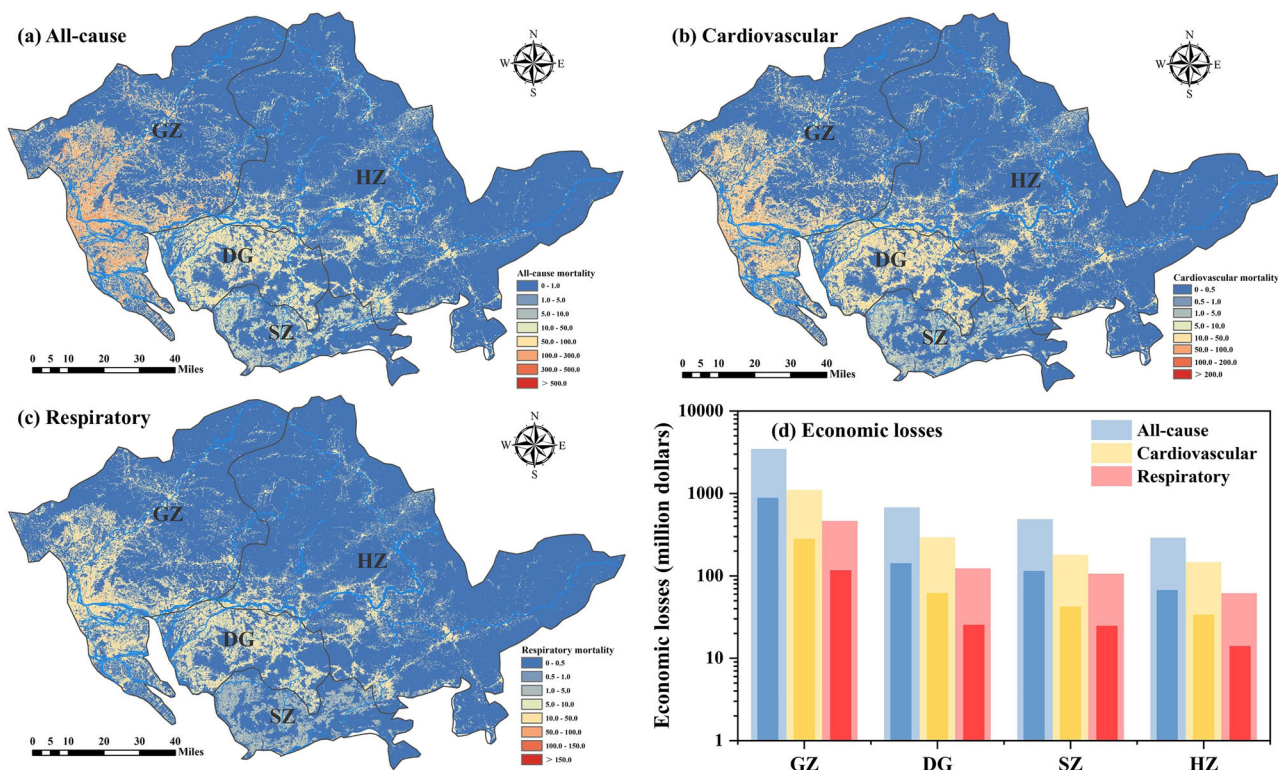 (a) All-cause
N
W
E
S
GZ
HZ
DG
SZ
All-cause mortality
0 - 1.0
1.0 - 5.0
5.0 - 10.0
10.0 - 50.0
50.0 - 100.0
100.0 - 300.0
300.0 - 500.0
> 500.0
0 5 10 20 30 40
Miles
(b) Cardiovascular
N
W
E
S
GZ
HZ
DG
SZ
Cardiovascular mortality
0 - 0.5
0.5 - 1.0
1.0 - 5.0
5.0 - 10.0
10.0 - 50.0
50.0 - 100.0
100.0 - 200.0
> 200.0
0 5 10 20 30 40
Miles
(c) Respiratory
N
W
E
S
GZ
HZ
DG
SZ
Respiratory mortality
0 - 0.5
0.5 - 1.0
1.0 - 5.0
5.0 - 10.0
10.0 - 50.0
50.0 - 100.0
100.0 - 150.0
> 150.0
0 5 10 20 30 40
Miles
(d) Economic losses
All-cause
Cardiovascular
Respiratory
Economic losses (million dollars)
10000
1000
100
10
1
GZ DG SZ HZ